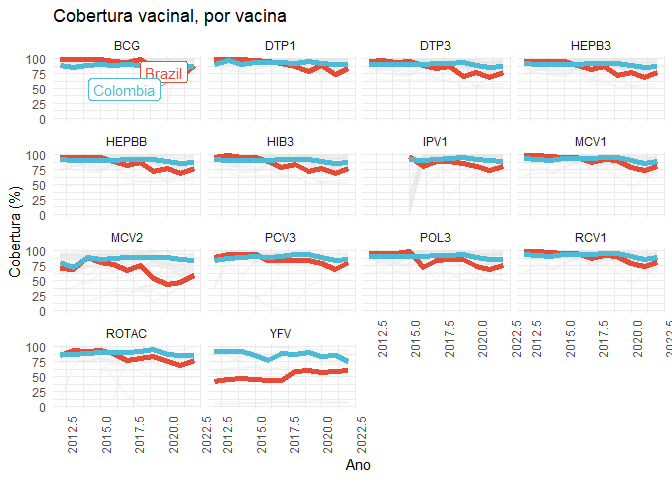 Cobertura vacinal, por vacina
BCG DTP1 DTP3 HEPB3
100
75
50
25
0
Brazil
Colombia
HEPBB HIB3 IPV1 MCV1
100
75
50
25
0
Cobertura (%)
MCV2 PCV3 POL3 RCV1
100
75
50
25
0
ROTAC YFV
100
75
50
25
0
2012.5 2015.0 2017.5 2020.0 2022.5 2012.5 2015.0 2017.5 2020.0 2022.5
2012.5 2015.0 2017.5 2020.0 2022.5 2012.5 2015.0 2017.5 2020.0 2022.5
Ano